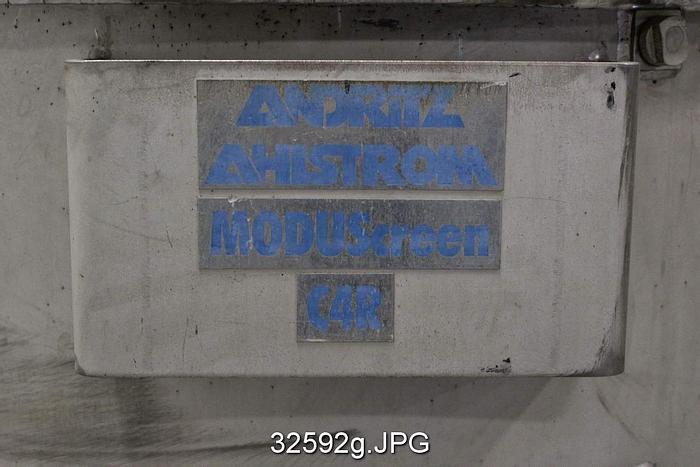 ANDRITZ
AHLSTROM
MODUScreen
C4R
32592g.JPG